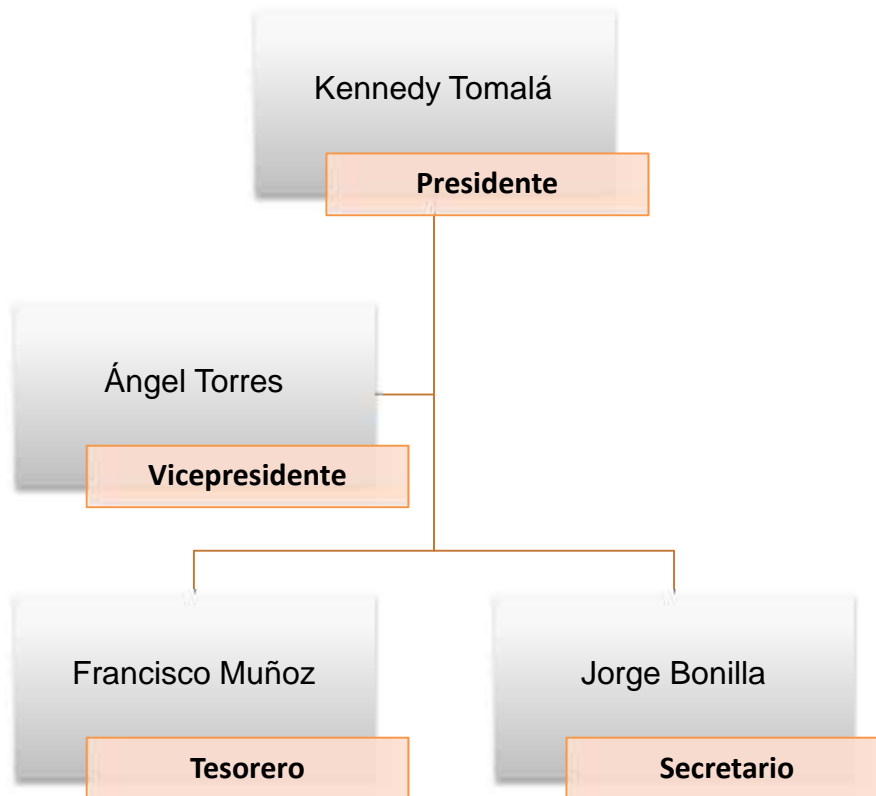 Kennedy Tomalá
Presidente
Ángel Torres
Vicepresidente
Francisco Muñoz
Tesorero
Jorge Bonilla
Secretario